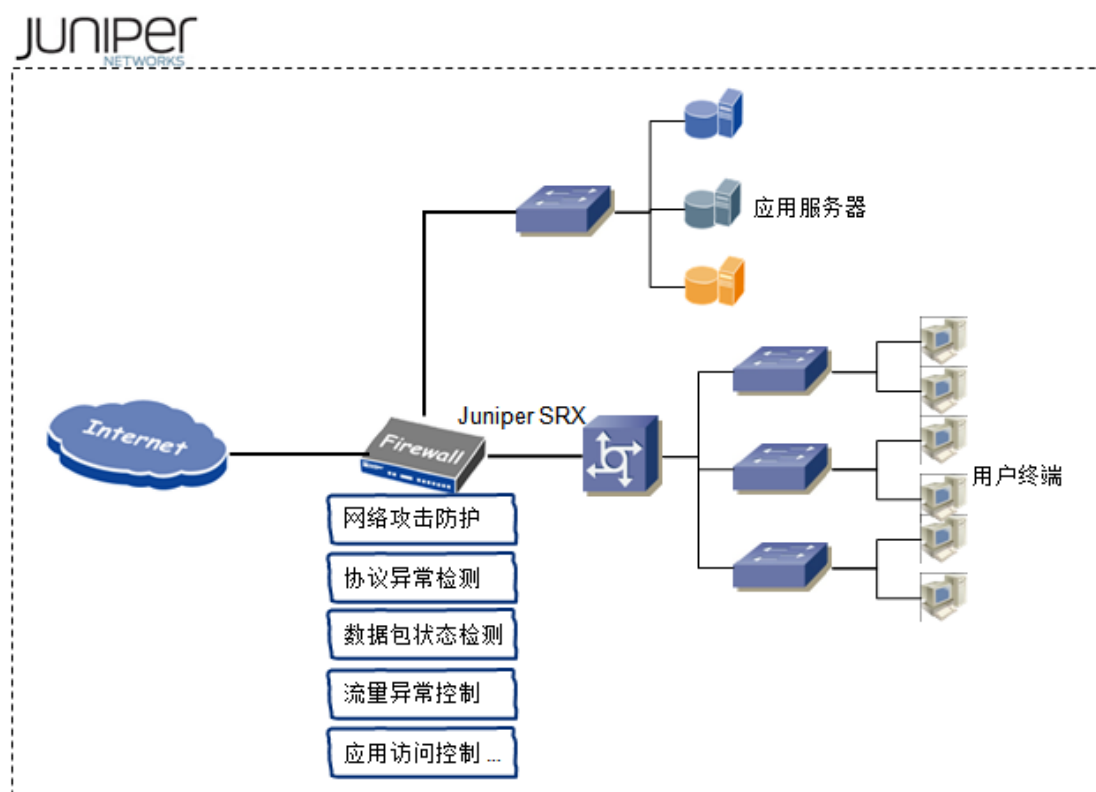 JUNIPer
NETWORKS
应用服务器
Internet
Firewall
Juniper SRX
用户终端
网络攻击防护
协议异常检测
数据包状态检测
流量异常控制
应用访问控制 ...